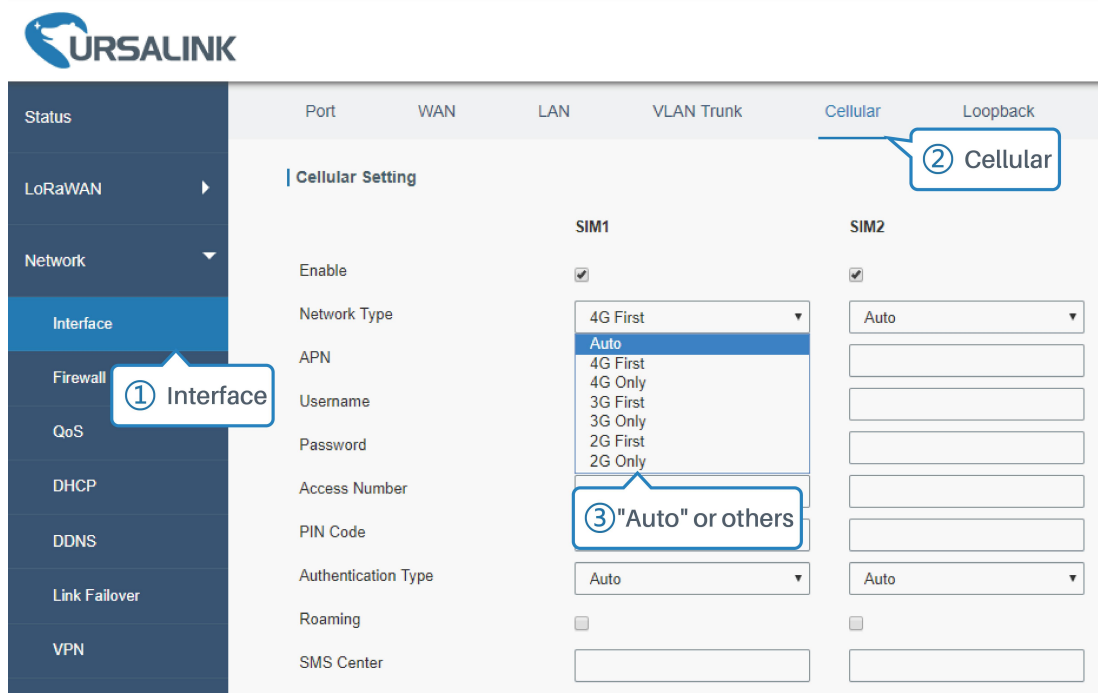 URSALINK
Status
Port WAN LAN VLAN Trunk Cellular Loopback
② Cellular
LoRaWAN
Cellular Setting
SIM1 SIM2
Network
Enable
Interface
Network Type 4G First Auto
Auto
APN
4G First
Firewall
4G Only
① Interface
Username
3G First
3G Only
QoS
Password
2G First
2G Only
DHCP
Access Number
③"Auto" or others
PIN Code
DDNS
Authentication Type Auto Auto
Link Failover
Roaming
VPN
SMS Center